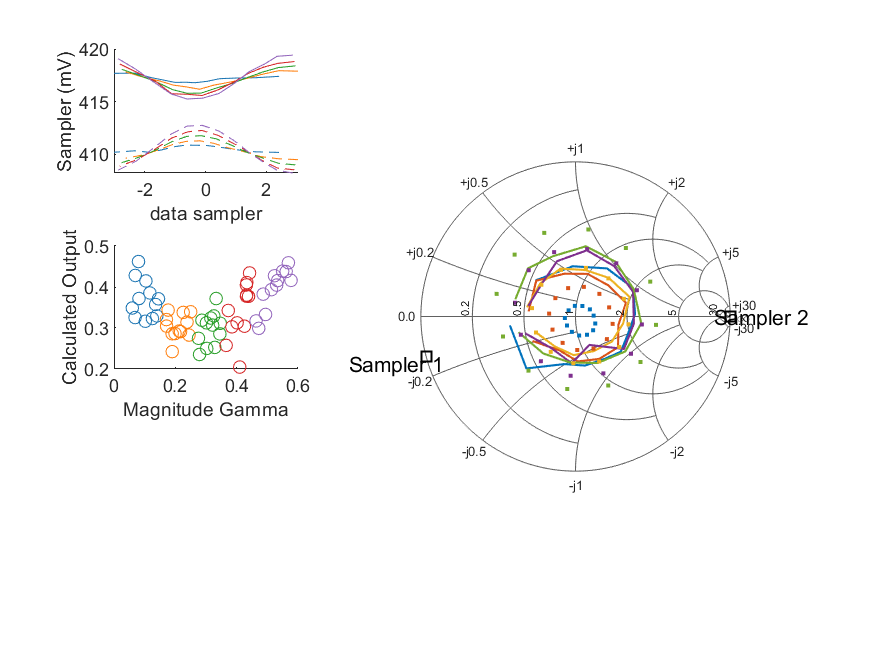 420
415
410
Sampler (mV)
-2 0 2
data sampler
0.5
0.4
0.3
0.2
Calculated Output
0 0.2 0.4 0.6
Magnitude Gamma
+j1
+j0.5 +j2
+j0.2 +j5
0.0 0.2 0.5 1 2 5 30 +j30
Sampler 2
-j30
Sampler 1
-j0.2 -j5
-j0.5 -j2
-j1